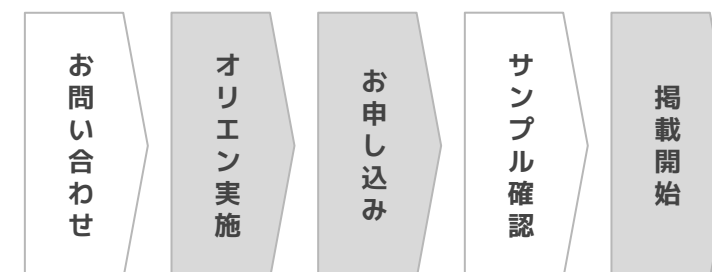 お問い合わせ
オリエン実施
お申し込み
サンプル確認
掲載開始